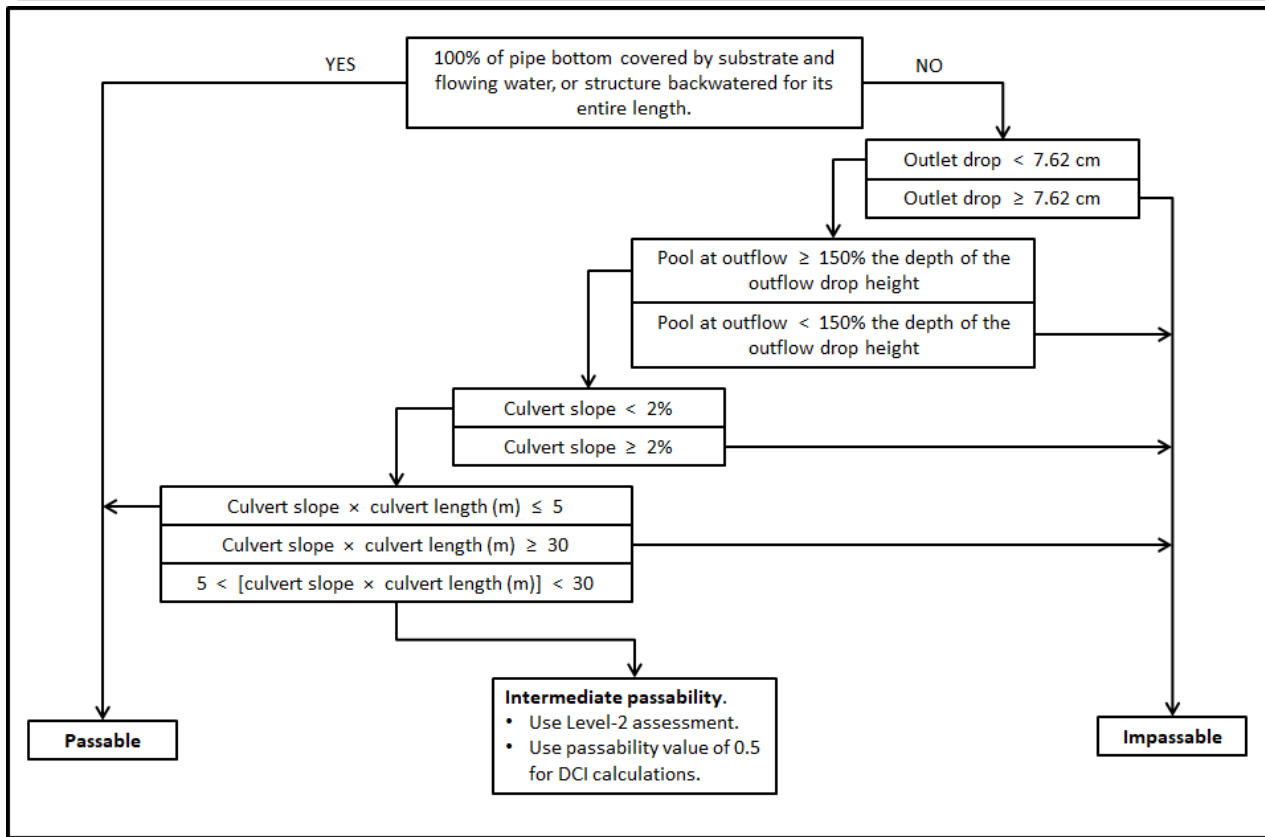 YES
100% of pipe bottom covered by substrate and
flowing water, or structure backwatered for its
entire length.
NO
Outlet drop < 7.62 cm
Outlet drop ≥ 7.62 cm
Pool at outflow ≥ 150% the depth of the
outflow drop height
Pool at outflow < 150% the depth of the
outflow drop height
Culvert slope < 2%
Culvert slope ≥ 2%
Culvert slope × culvert length (m) ≤ 5
Culvert slope × culvert length (m) ≥ 30
5 < [culvert slope × culvert length (m)] < 30
Intermediate passability.
• Use Level-2 assessment.
• Use passability value of 0.5
for DCI calculations.
Passable
Impassable